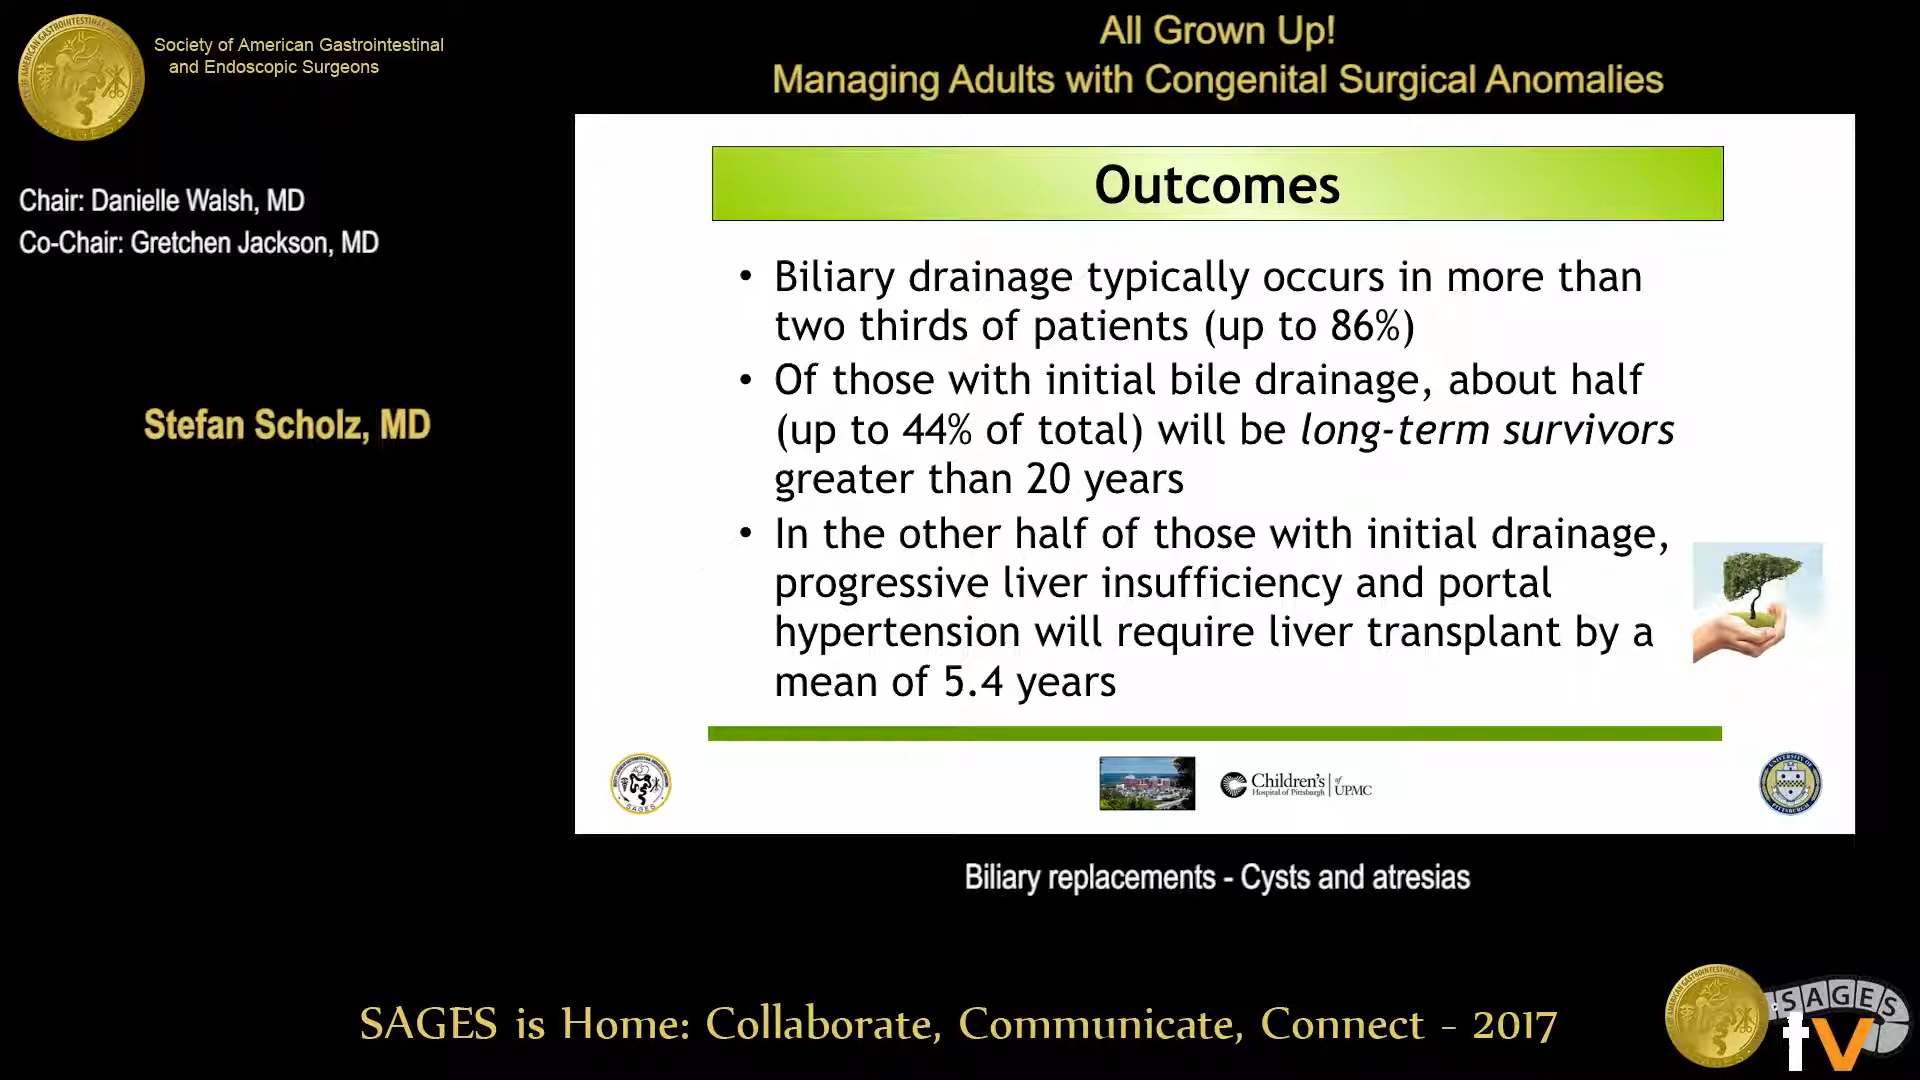 Society of American Gastrointestinal
and Endoscopic Surgeons
All Grown Up!
Managing Adults with Congenital Surgical Anomalies
Chair: Danielle Walsh, MD
Co-Chair: Gretchen Jackson, MD
Stefan Scholz, MD
Outcomes
• Biliary drainage typically occurs in more than
two thirds of patients (up to 86%)
• Of those with initial bile drainage, about half
(up to 44% of total) will be long-term survivors
greater than 20 years
• In the other half of those with initial drainage,
progressive liver insufficiency and portal
hypertension will require liver transplant by a
mean of 5.4 years
Children's
Hospital of Pittsburgh
of
UPMC
SAGES
Biliary replacements - Cysts and atresias
SAGES is Home: Collaborate, Communicate, Connect - 2017
SAGES
tv